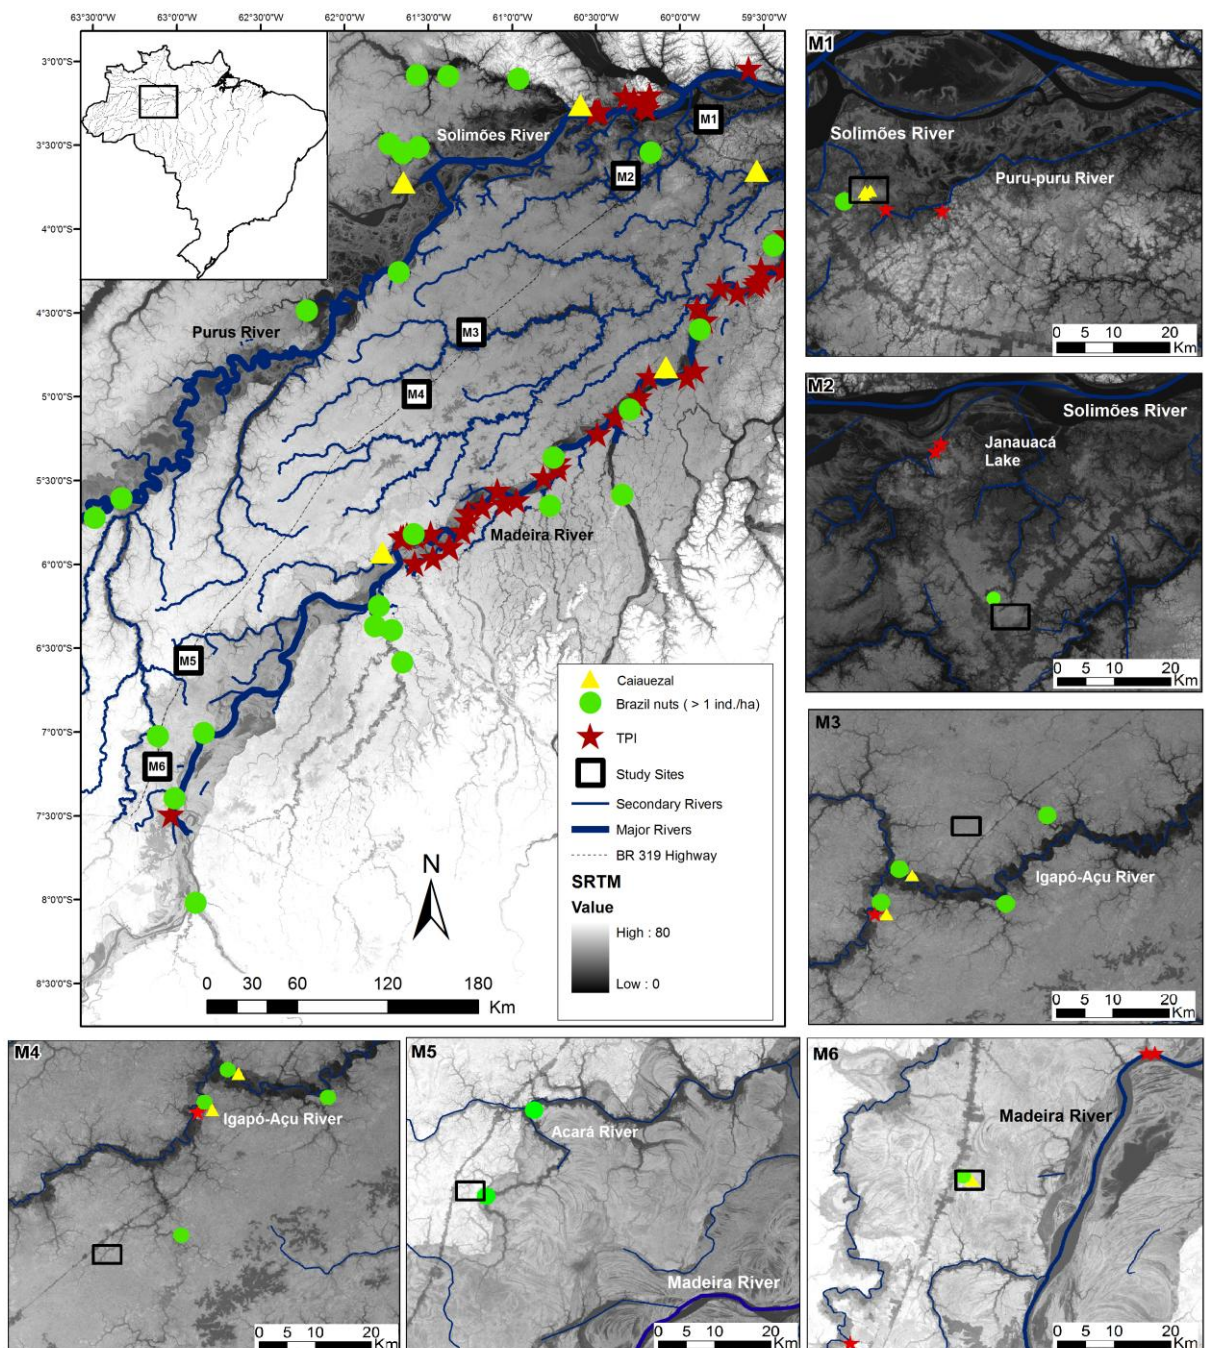 63°30'0"W 63°00'W 62°30'0"W 62°00'W 61°30'0"W 61°00'W 60°30'0"W 60°00'W 59°30'0"W
3°0'0"S
3°30'0"S
4°0'0"S
4°30'0"S
5°0'0"S
5°30'0"S
6°0'0"S
6°30'0"S
7°0'0"S
7°30'0"S
8°0'0"S
8°30'0"S
Solimões River
M1
M2
Purus River
M3
M4
Madeira River
M5
M6
N
0 30 60 120 180
Km
Caiauezal
Brazil nuts ( > 1 ind./ha)
TPI
Study Sites
Secondary Rivers
Major Rivers
BR 319 Highway
SRTM
Value
High : 80
Low : 0
M1
Solimões River
Puru-puru River
0 5 10 20
Km
M2
Solimões River
Janauacá
Lake
0 5 10 20
Km
M3
Igapó-Açu River
0 5 10 20
Km
M4
Igapó-Açu River
0 5 10 20
Km
M5
Acará River
Madeira River
0 5 10 20
Km
M6
Madeira River
0 5 10 20
Km